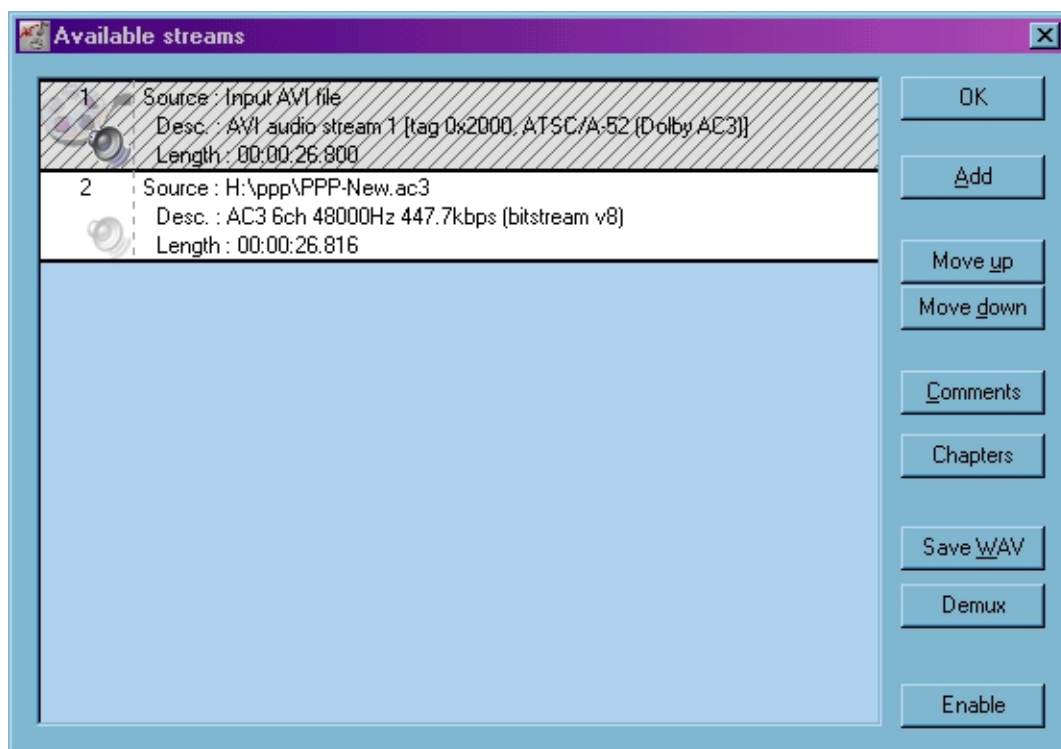 Available streams
1
Source : Input AVI file
Desc. : AVI audio stream 1 [tag 0x2000, ATSC/A-52 (Dolby AC3)]
Length : 00:00:26.800
2
Source : H:\ppp\PPP-New.ac3
Desc. : AC3 6ch 48000Hz 447.7kbps (bitstream v8)
Length : 00:00:26.816
OK
Add
Move up
Move down
Comments
Chapters
Save WAV
Demux
Enable